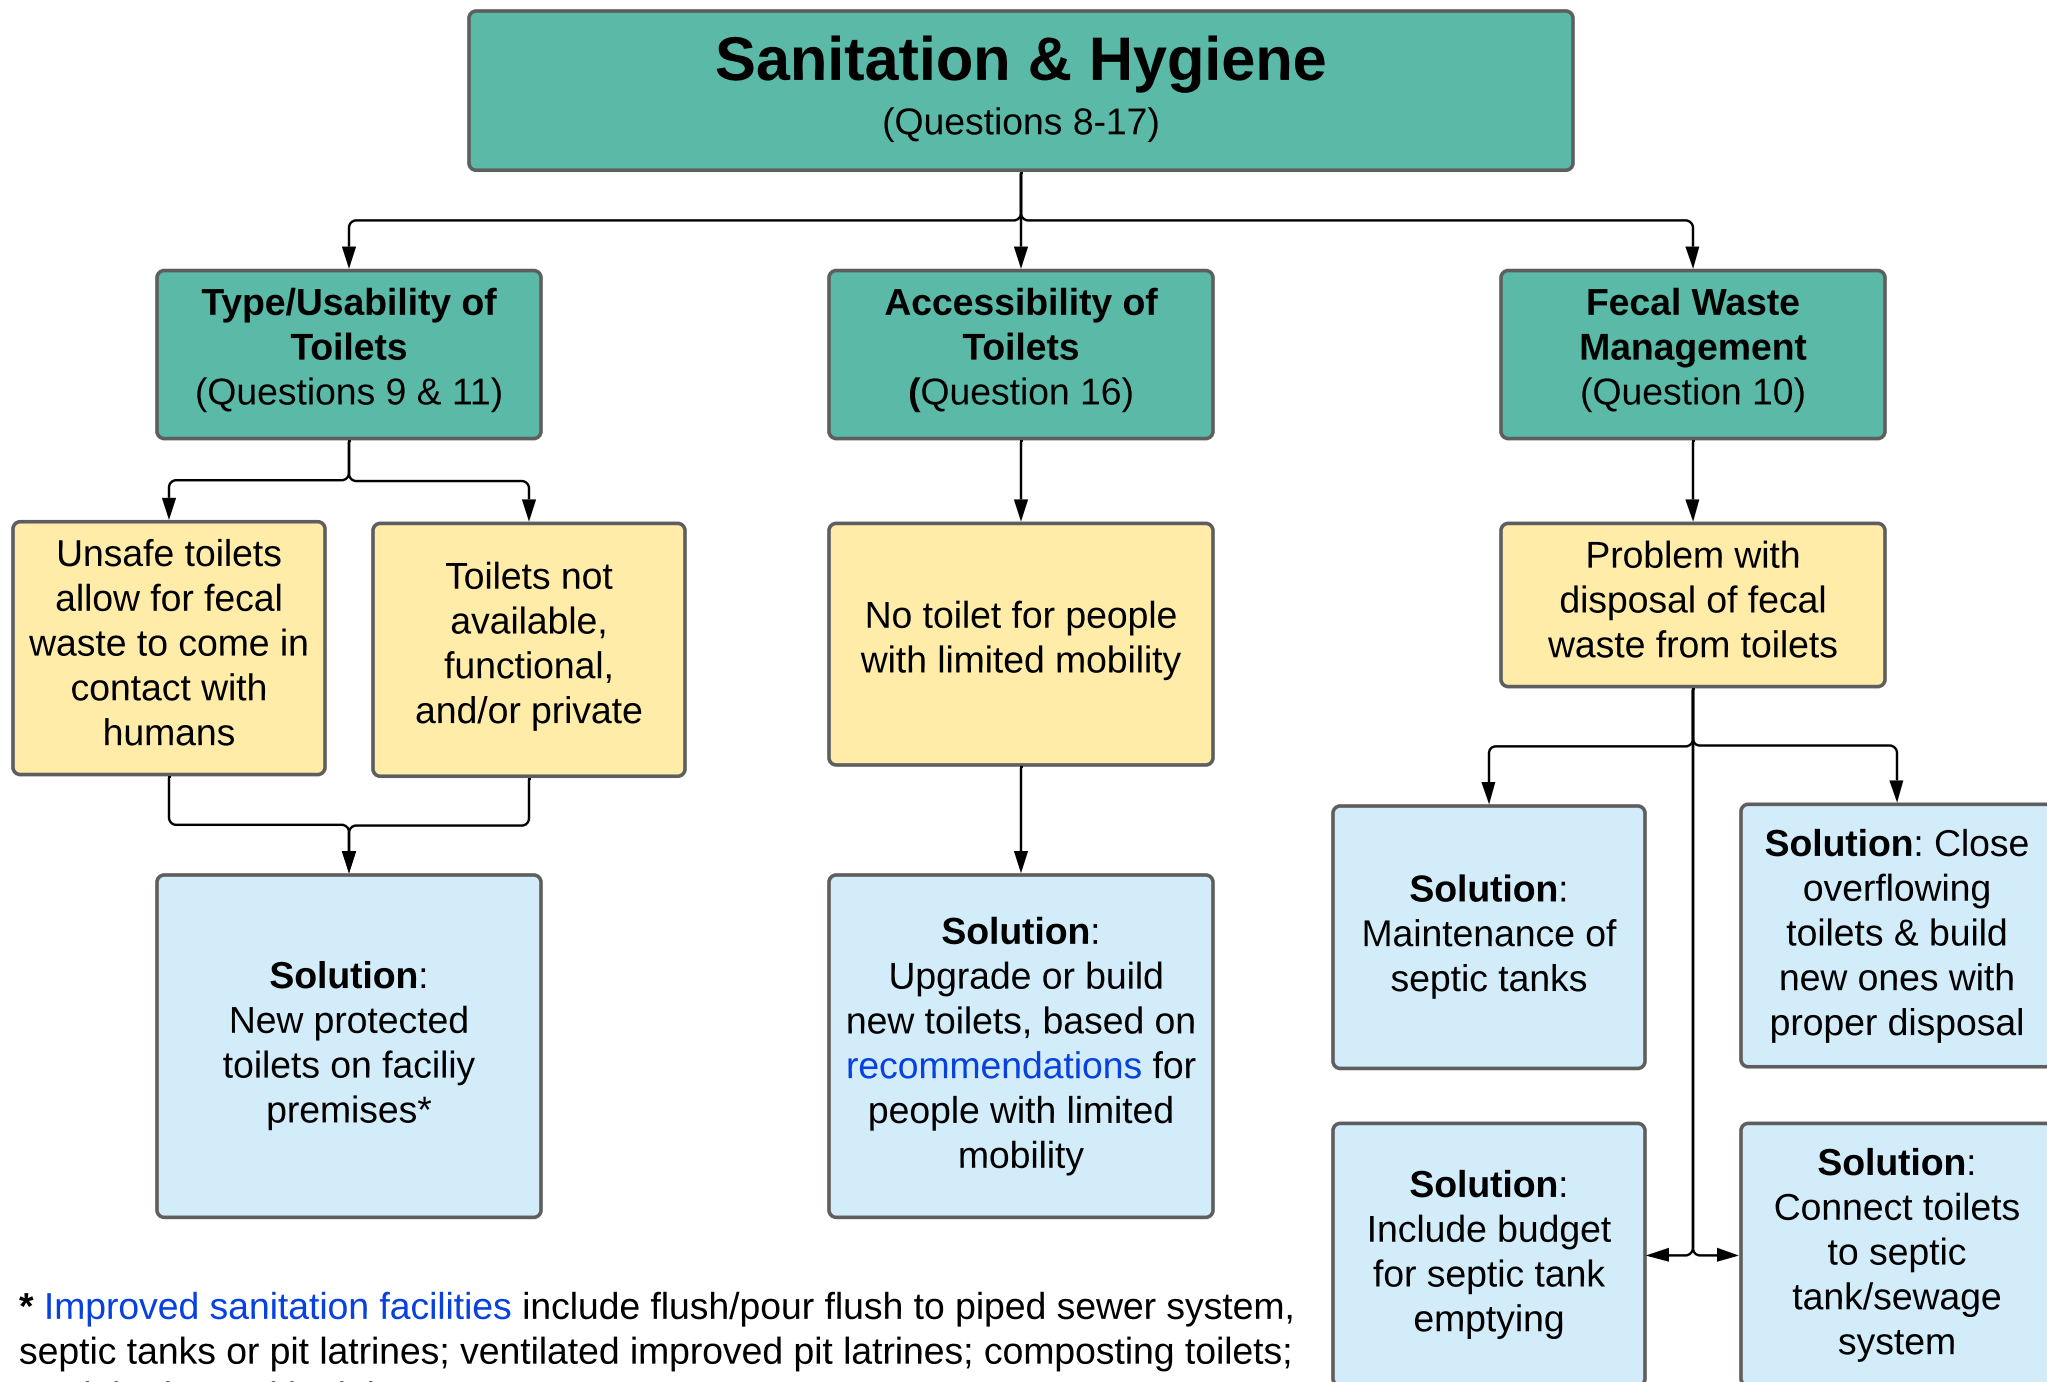 Sanitation & Hygiene
(Questions 8-17)
Type/Usability of
Toilets
(Questions 9 & 11)
Accessibility of
Toilets
(Question 16)
Fecal Waste
Management
(Question 10)
Unsafe toilets
allow for fecal
waste to come in
contact with
humans
Toilets not
available,
functional,
and/or private
No toilet for people
with limited mobility
Problem with
disposal of fecal
waste from toilets
Solution:
New protected
toilets on faciliy
premises*
Solution:
Upgrade or build
new toilets, based on
recommendations for
people with limited
mobility
Solution:
Maintenance of
septic tanks
Solution: Close
overflowing
toilets & build
new ones with
proper disposal
Solution:
Include budget
for septic tank
emptying
Solution:
Connect toilets
to septic
tank/sewage
system
* Improved sanitation facilities include flush/pour flush to piped sewer system,
septic tanks or pit latrines; ventilated improved pit latrines; composting toilets;